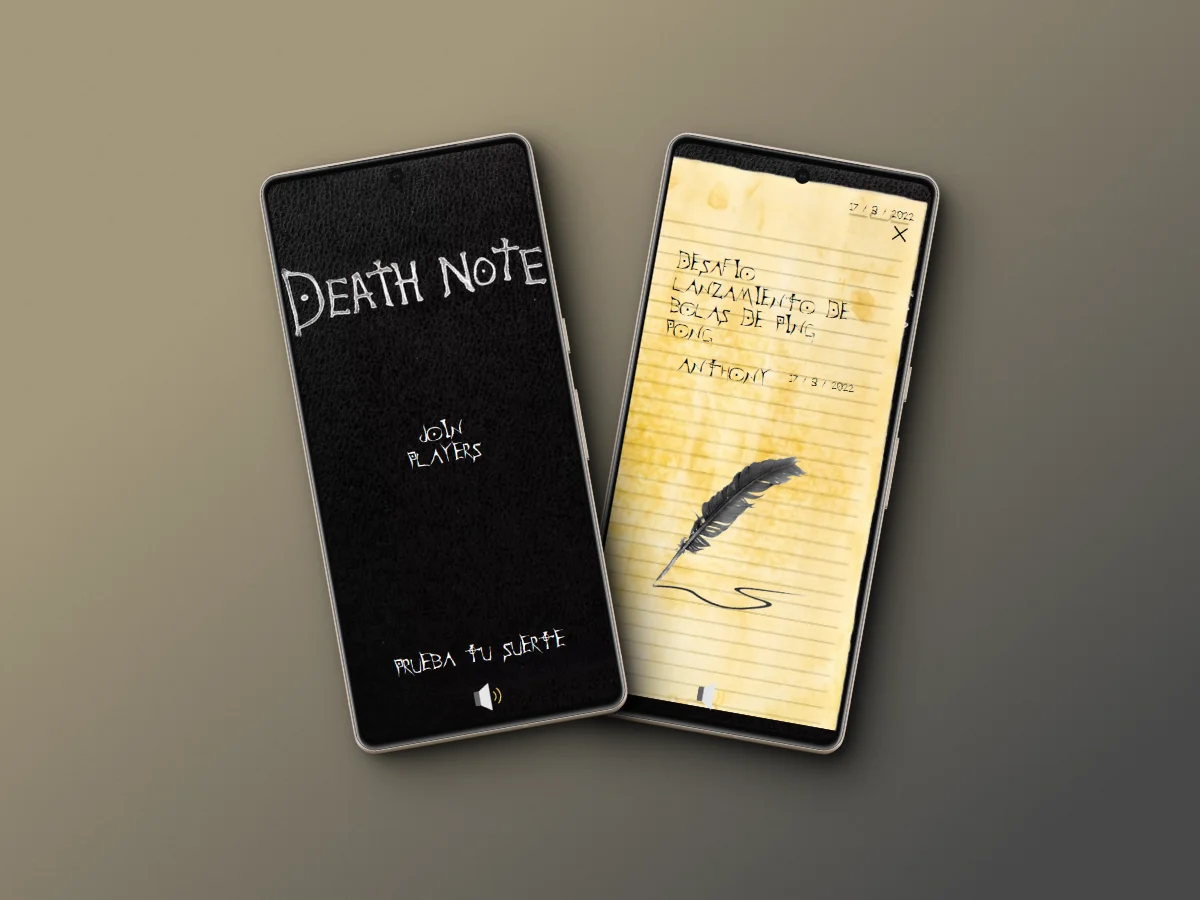 DEATH NOTE
JOIN
PLAYERS
PRUEBA TU SUERTE
17 / 8 / 2022
DESAFIO
LANZAMIENTO DE
BOLAS DE PING
PONG
ANTHONY 17 / 8 / 2022